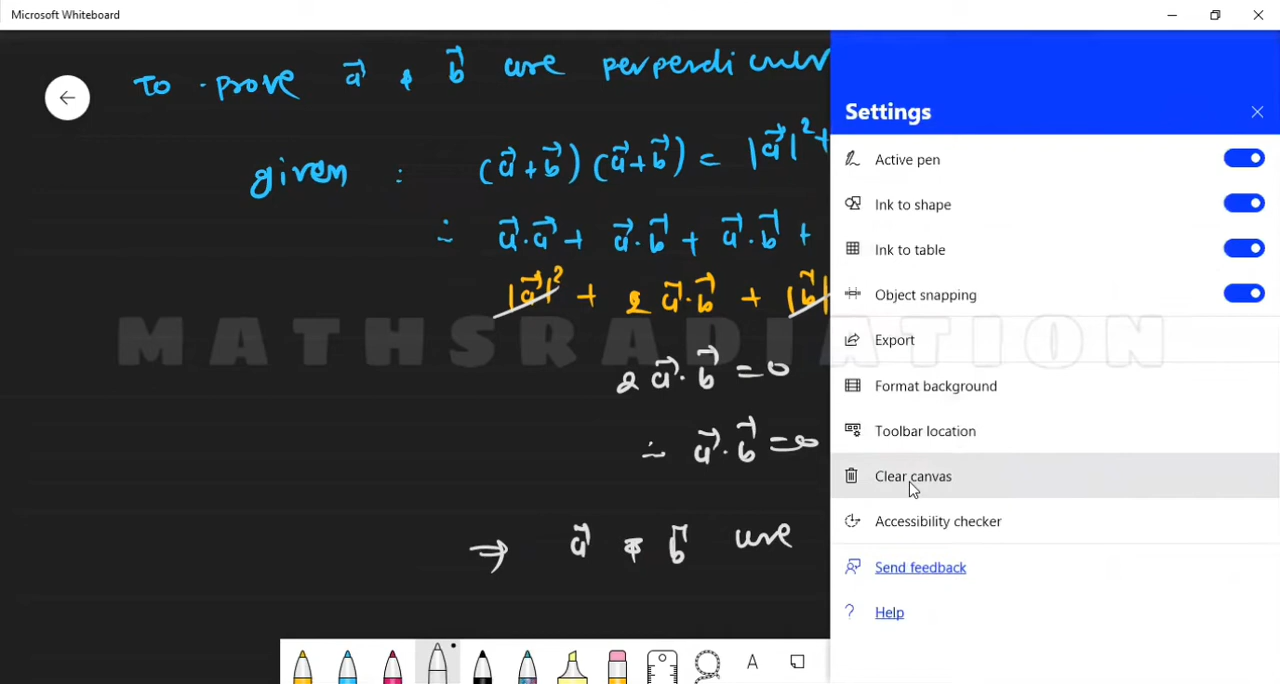 Microsoft Whiteboard
To prove a⃗ & b⃗ are perpendicular
given : (a⃗+b⃗)(a⃗+b⃗) = |a⃗|²+
∴ a⃗·a⃗ + a⃗·b⃗ + a⃗·b⃗ +
|a⃗|² + 2 a⃗·b⃗ + |b⃗|
MATHSRADIATION
2 a⃗·b⃗ = 0
∴ a⃗·b⃗ = 0
⇒ a⃗ & b⃗ are
Settings
Active pen
Ink to shape
Ink to table
Object snapping
Export
Format background
Toolbar location
Clear canvas
Accessibility checker
Send feedback
Help
A